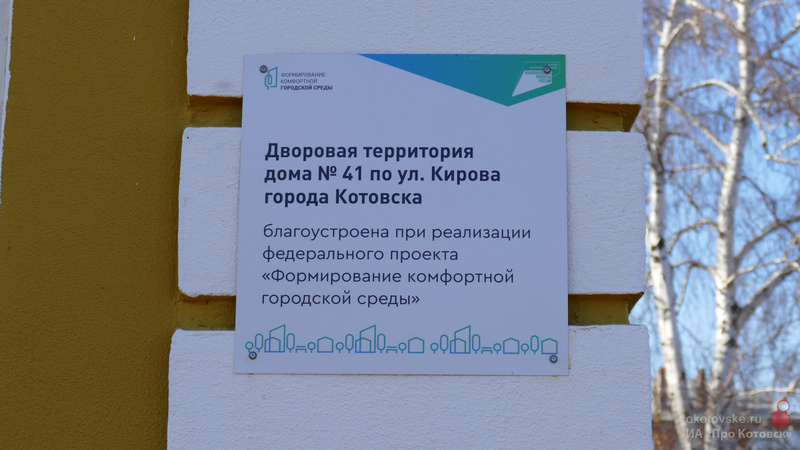 ФОРМИРОВАНИЕ
КОМФОРТНОЙ
ГОРОДСКОЙ СРЕДЫ
Дворовая территория
дома № 41 по ул. Кирова
города Котовска
благоустроена при реализации
федерального проекта
«Формирование комфортной
городской среды»
okotovske.ru
ИА «Про Котовск»